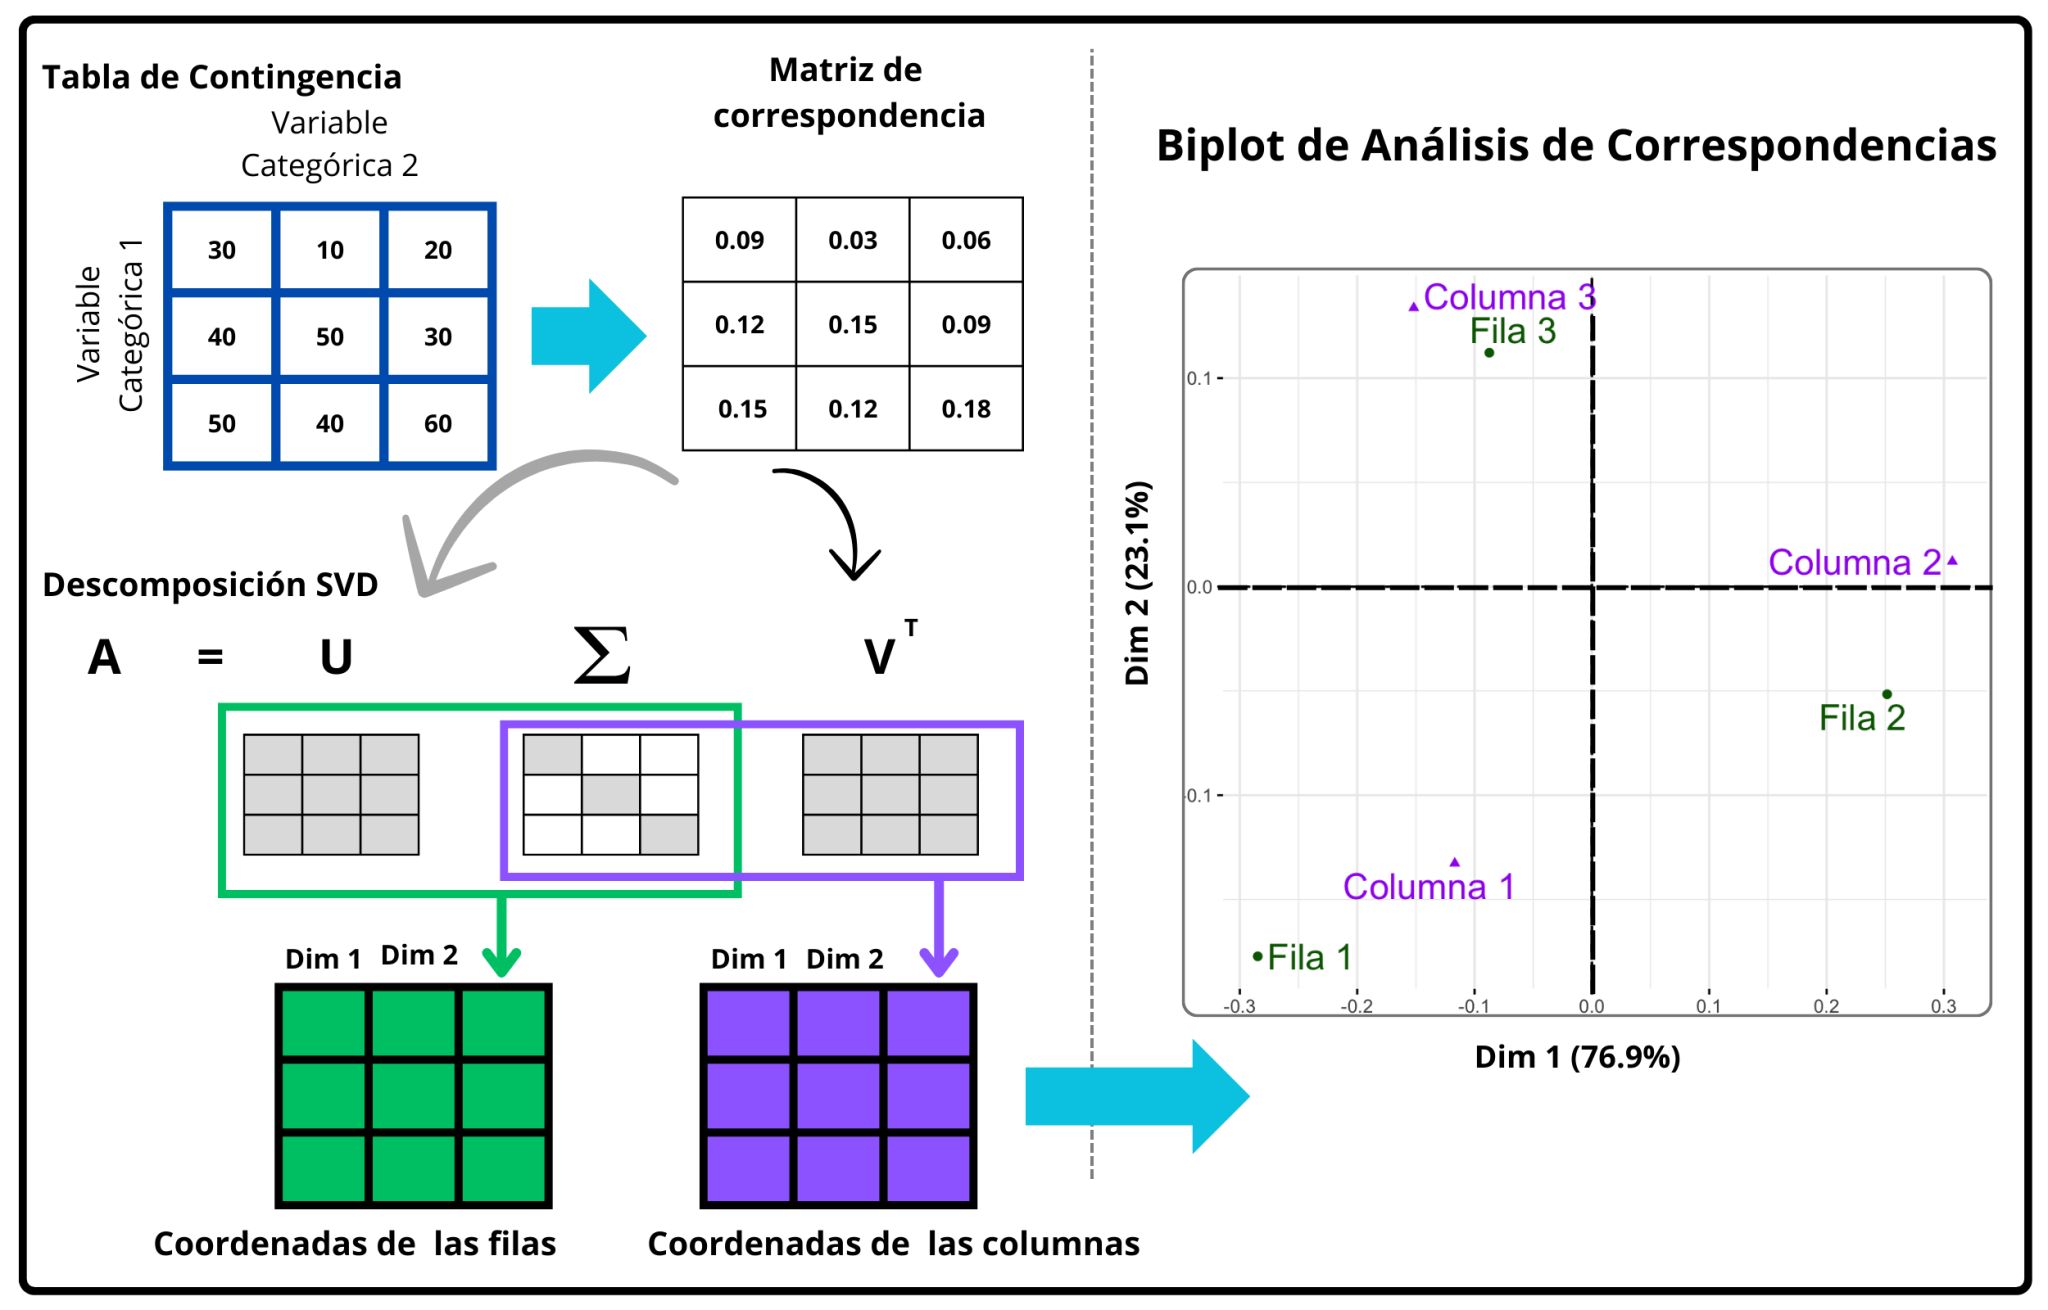 Tabla de Contingencia
Variable
Categórica 2
Variable
Categórica 1
30 10 20
40 50 30
50 40 60
Matriz de
correspondencia
0.09 0.03 0.06
0.12 0.15 0.09
0.15 0.12 0.18
Descomposición SVD
A = U Σ V T
Dim 1 Dim 2
Coordenadas de las filas
Dim 1 Dim 2
Coordenadas de las columnas
Biplot de Análisis de Correspondencias
Columna 3
Fila 3
Columna 2
Fila 2
Columna 1
Fila 1
0.1
0.0
-0.1
Dim 2 (23.1%)
-0.3 -0.2 -0.1 0.0 0.1 0.2 0.3
Dim 1 (76.9%)